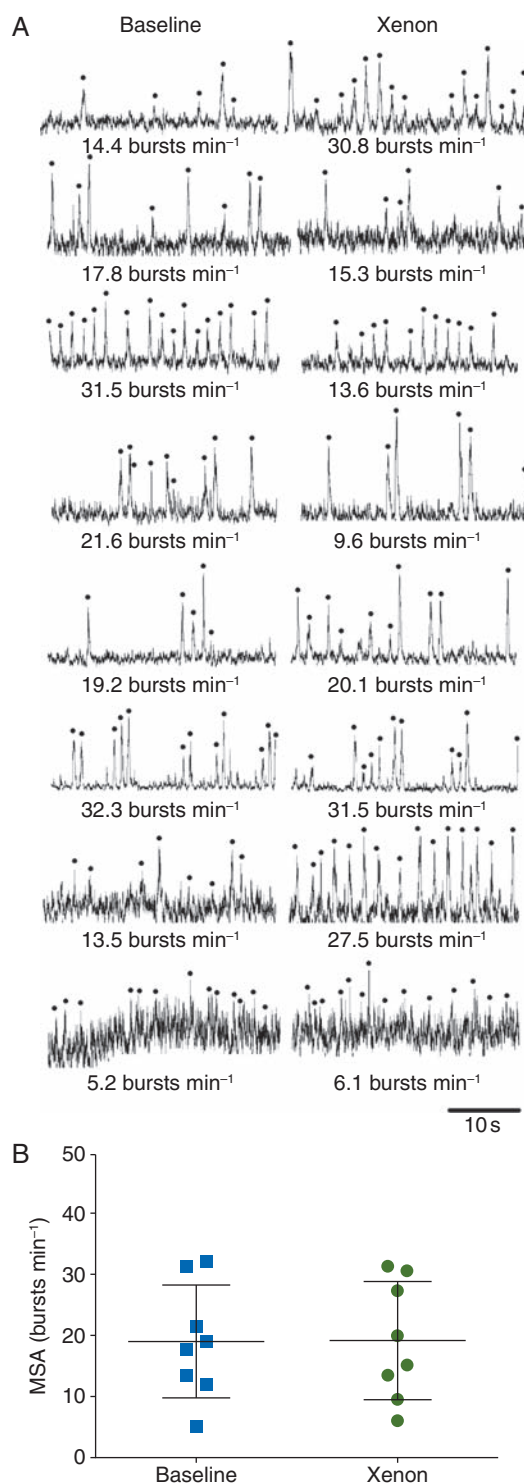 A
Baseline Xenon
14.4 bursts min⁻¹ 30.8 bursts min⁻¹
17.8 bursts min⁻¹ 15.3 bursts min⁻¹
31.5 bursts min⁻¹ 13.6 bursts min⁻¹
21.6 bursts min⁻¹ 9.6 bursts min⁻¹
19.2 bursts min⁻¹ 20.1 bursts min⁻¹
32.3 bursts min⁻¹ 31.5 bursts min⁻¹
13.5 bursts min⁻¹ 27.5 bursts min⁻¹
5.2 bursts min⁻¹ 6.1 bursts min⁻¹
10 s
B
MSA (bursts min⁻¹)
50
40
30
20
10
0
Baseline Xenon